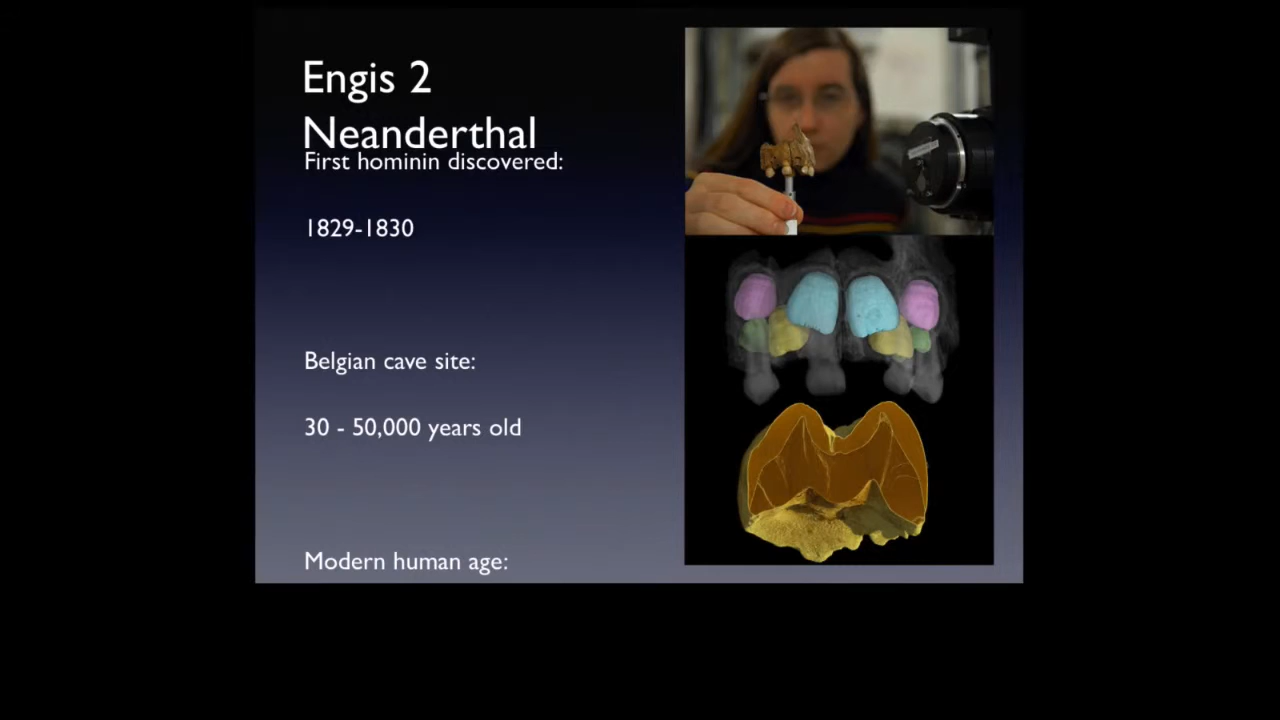 Engis 2
Neanderthal
First hominin discovered:
1829-1830
Belgian cave site:
30 - 50,000 years old
Modern human age: